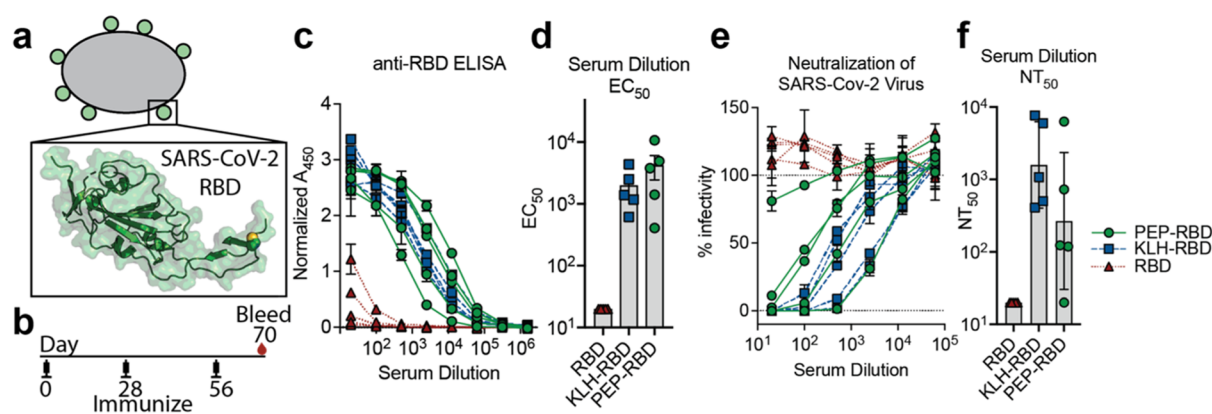 a
SARS-CoV-2
RBD
b
Day
Bleed
70
0
28
56
Immunize
c
anti-RBD ELISA
Normalized A450
4
3
2
1
0
10² 10³ 10⁴ 10⁵ 10⁶
Serum Dilution
d
Serum Dilution
EC50
EC50
10⁴
10³
10²
10¹
RBD
KLH-RBD
PEP-RBD
e
Neutralization of
SARS-Cov-2 Virus
% infectivity
150
100
50
0
10¹ 10² 10³ 10⁴ 10⁵
Serum Dilution
f
Serum Dilution
NT50
NT50
10⁴
10³
10²
10¹
RBD
KLH-RBD
PEP-RBD
PEP-RBD
KLH-RBD
RBD